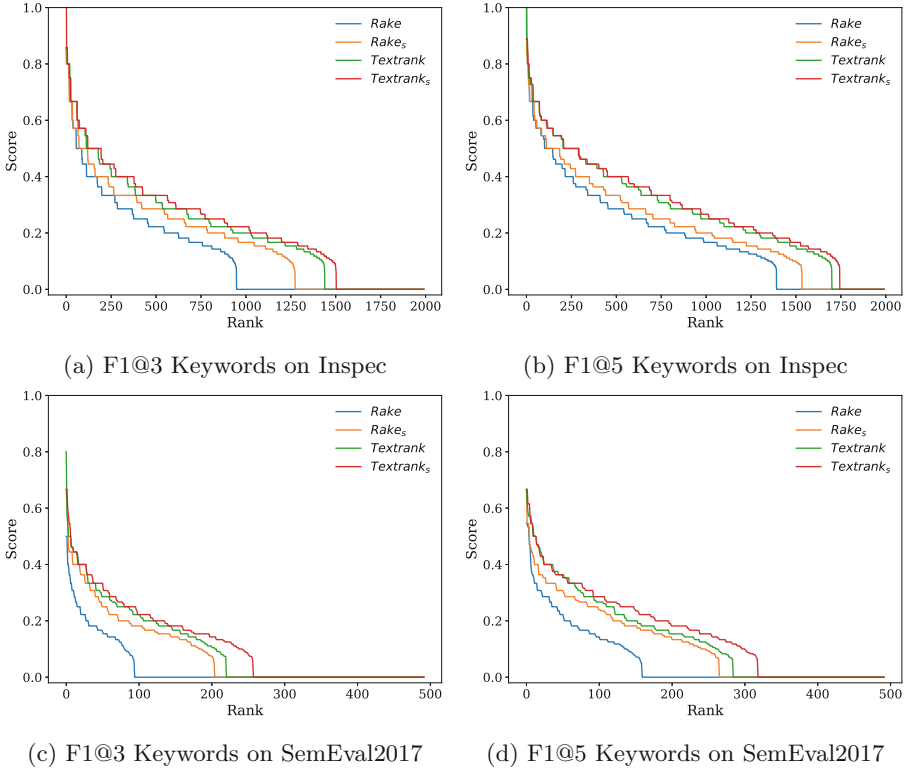 1.0
0.8
0.6
0.4
0.2
0.0
Score
0 250 500 750 1000 1250 1500 1750 2000
Rank
Rake
Rakes
Textrank
Textranks
(a) F1@3 Keywords on Inspec
1.0
0.8
0.6
0.4
0.2
0.0
Score
0 250 500 750 1000 1250 1500 1750 2000
Rank
Rake
Rakes
Textrank
Textranks
(b) F1@5 Keywords on Inspec
1.0
0.8
0.6
0.4
0.2
0.0
Score
0 100 200 300 400 500
Rank
Rake
Rakes
Textrank
Textranks
(c) F1@3 Keywords on SemEval2017
1.0
0.8
0.6
0.4
0.2
0.0
Score
0 100 200 300 400 500
Rank
Rake
Rakes
Textrank
Textranks
(d) F1@5 Keywords on SemEval2017